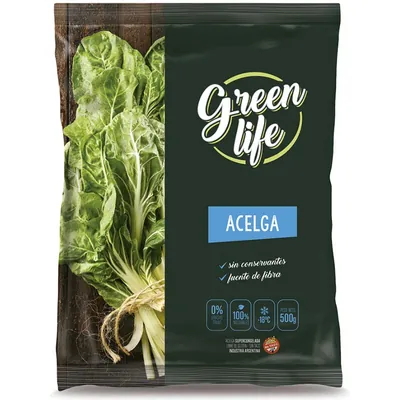 Green
life
ACELGA
sin conservantes
fuente de fibra
0%
100%
-18°C
500g
INDUSTRIA ARGENTINA